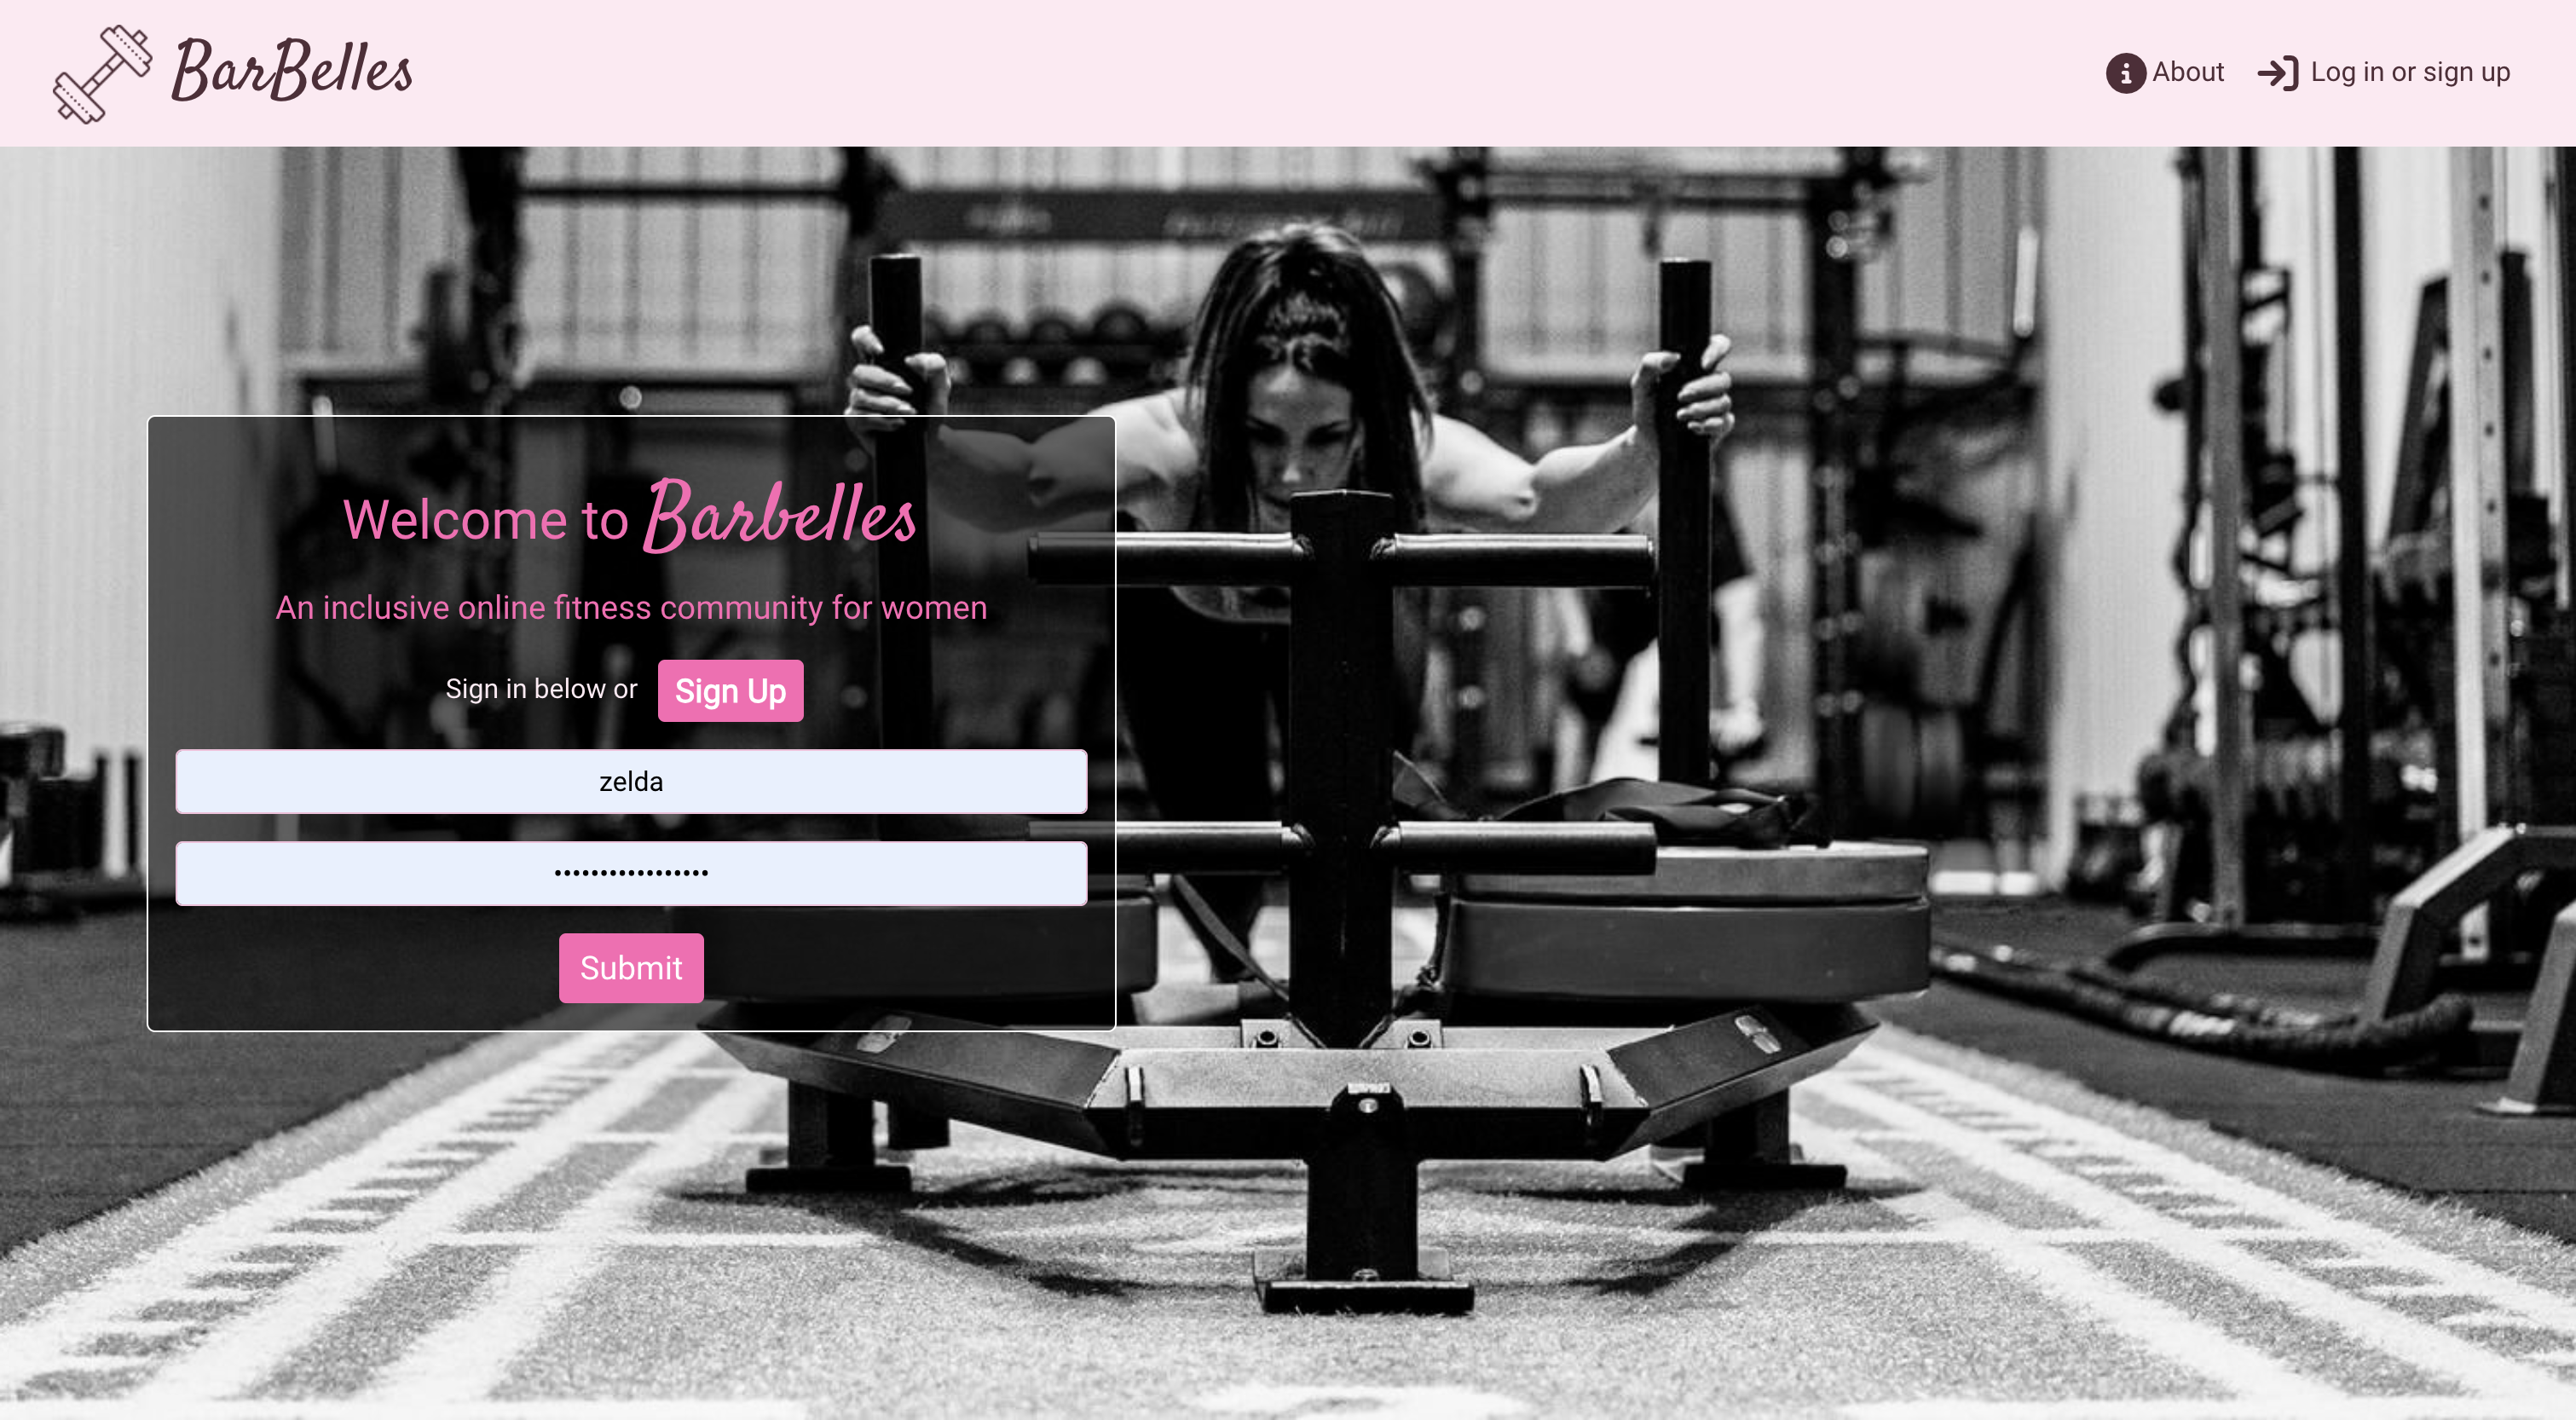 BarBelles
About
Log in or sign up
Welcome to Barbelles
An inclusive online fitness community for women
Sign in below or Sign Up
zelda
•••••••••••••••••
Submit